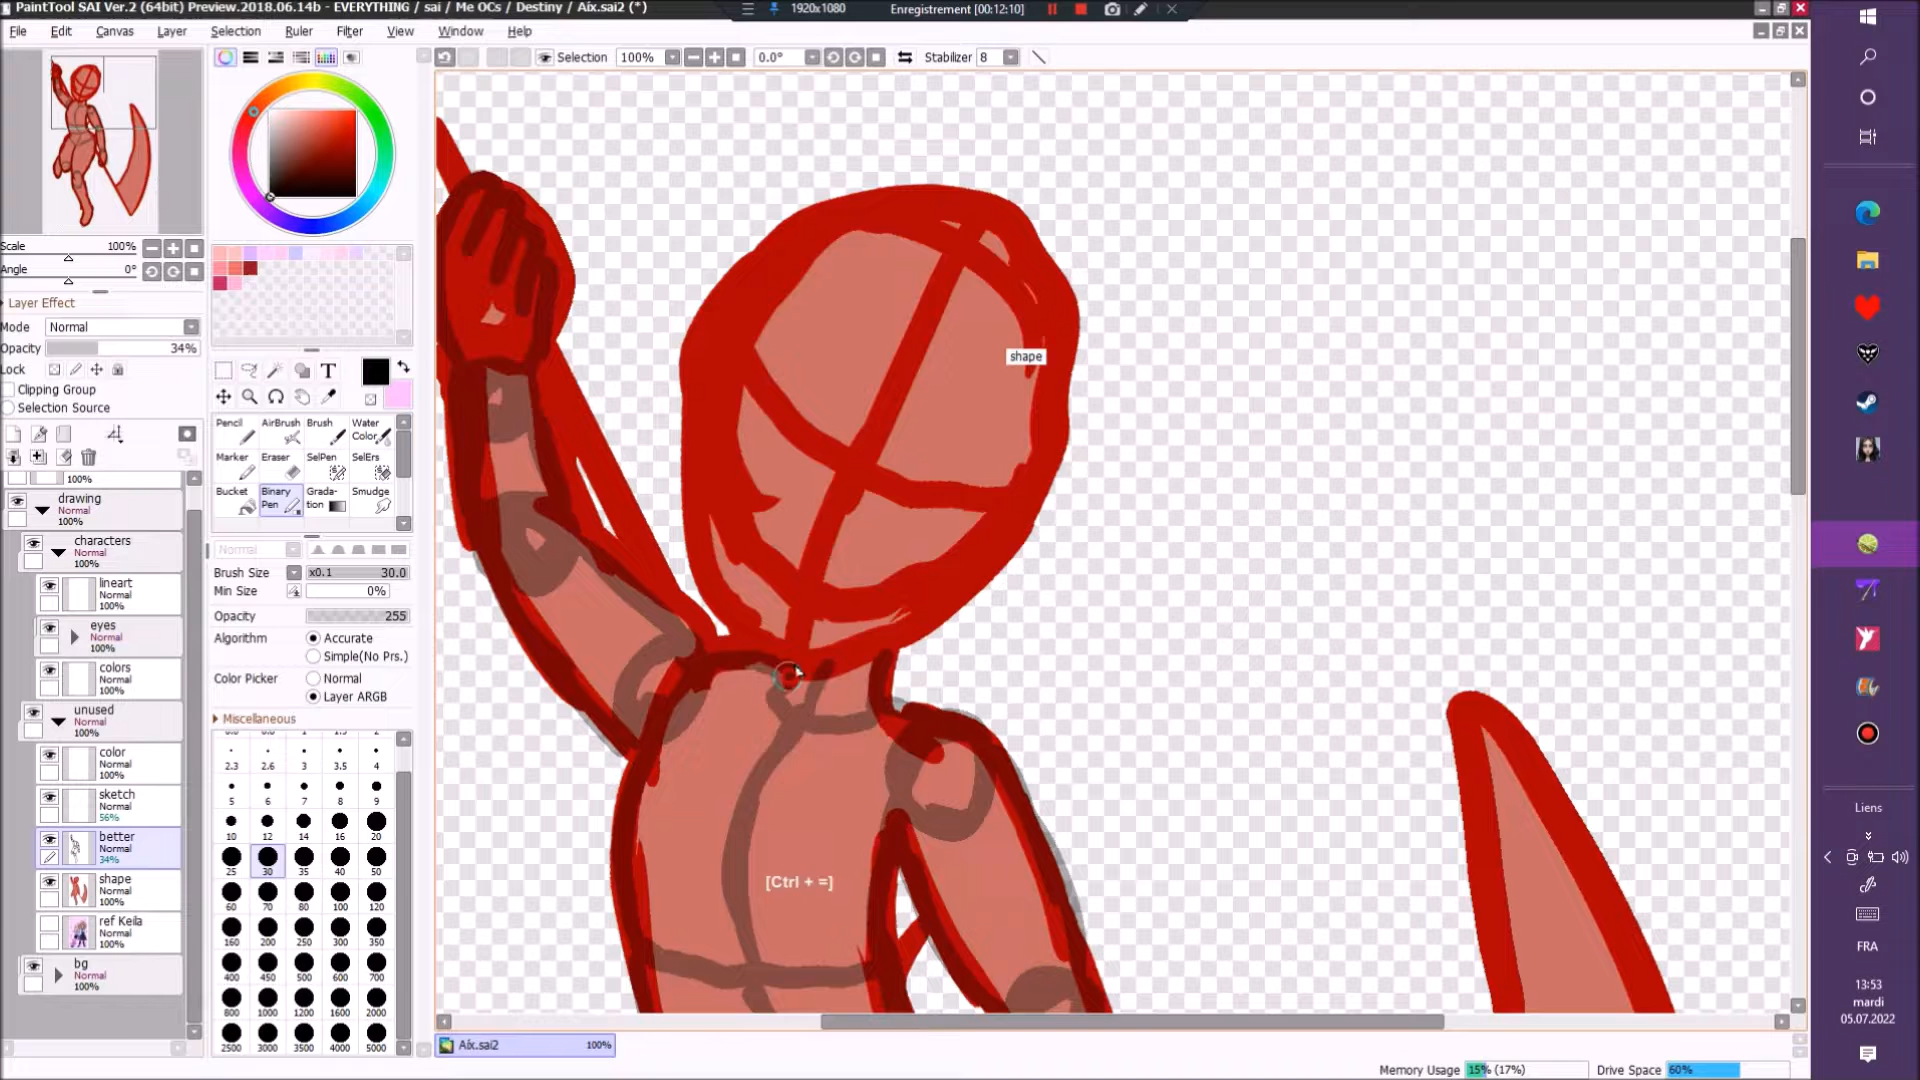 PaintTool SAI Ver.2 (64bit) Preview.2018.06.14b - EVERYTHING / sai / Me OCs / Destiny / Aíx.sai2 (*)
1920x1080
Enregistrement [00:12:10]
File Edit Canvas Layer Selection Ruler Filter View Window Help
Selection 100% 0.0° Stabilizer 8
Scale 100%
Angle 0°
Layer Effect
Mode Normal
Opacity 34%
Lock
Clipping Group
Selection Source
100%
drawing
Normal
100%
characters
Normal
100%
lineart
Normal
100%
eyes
Normal
100%
colors
Normal
100%
unused
Normal
100%
color
Normal
100%
sketch
Normal
56%
better
Normal
34%
shape
Normal
100%
ref Keila
Normal
100%
bg
Normal
100%
T
Pencil AirBrush Brush Water Color
Marker Eraser SelPen SelErs
Bucket Binary Pen Grada-tion Smudge
Normal
Brush Size x0.1 30.0
Min Size 0%
Opacity 255
Algorithm Accurate
Simple(No Prs.)
Color Picker Normal
Layer ARGB
Miscellaneous
2.3 2.6 3 3.5 4
5 6 7 8 9
10 12 14 16 20
25 30 35 40 50
60 70 80 100 120
160 200 250 300 350
400 450 500 600 700
800 1000 1200 1600 2000
2500 3000 3500 4000 5000
shape
[Ctrl + =]
Aíx.sai2 100%
Memory Usage 15% (17%) Drive Space 60%
Liens
FRA
13:53
mardi
05.07.2022